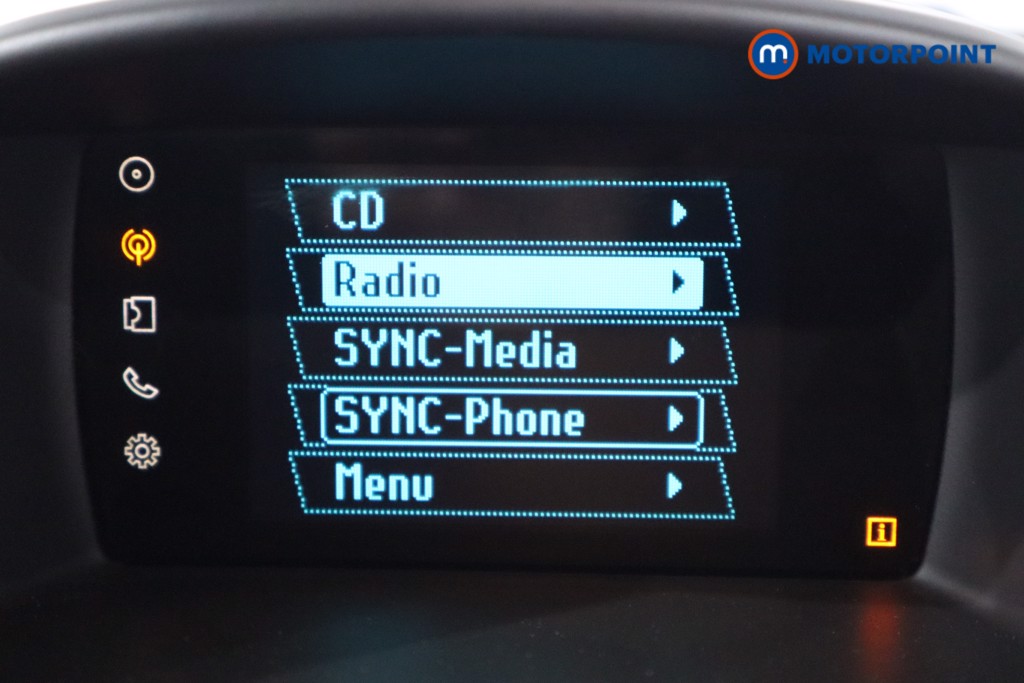 MOTORPOINT
CD
Radio
SYNC-Media
SYNC-Phone
Menu